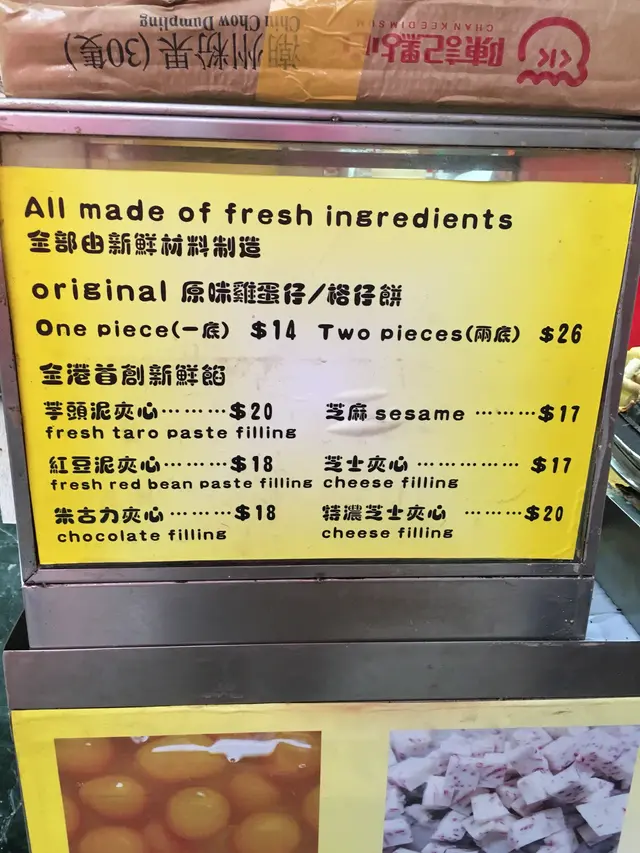 潮州粉果 (30隻)
Chiu Chow Dumpling
陳記點心
CHAN KEE DIM SUM
All made of fresh ingredients
全部由新鮮材料制造
original 原味雞蛋仔/格仔餅
One piece(一底) $14 Two pieces(兩底) $26
全港首創新鮮餡
芋頭泥夾心………$20 芝麻 sesame ………$17
fresh taro paste filling
紅豆泥夾心………$18 芝士夾心 …………… $17
fresh red bean paste filling cheese filling
朱古力夾心………$18 特濃芝士夾心 ………$20
chocolate filling cheese filling